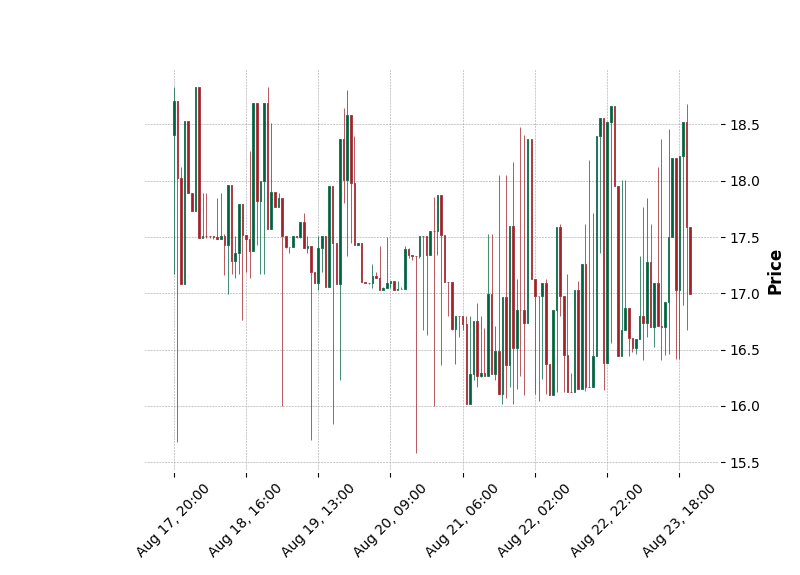 18.5
18.0
17.5
17.0
16.5
16.0
15.5
Price
Aug 17, 20:00
Aug 18, 16:00
Aug 19, 13:00
Aug 20, 09:00
Aug 21, 06:00
Aug 22, 02:00
Aug 22, 22:00
Aug 23, 18:00